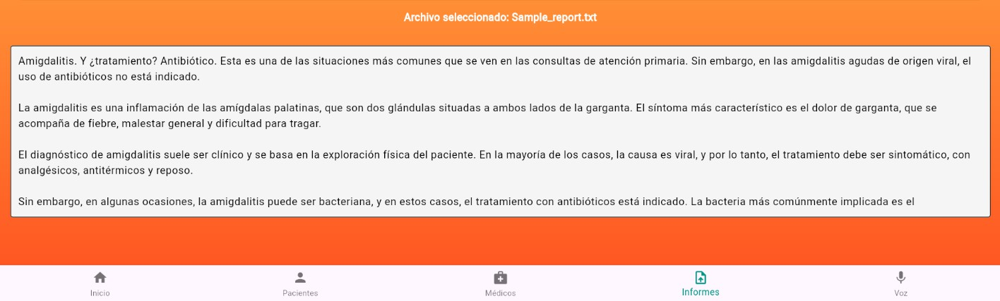 Archivo seleccionado: Sample_report.txt
Amigdalitis. Y ¿tratamiento? Antibiótico. Esta es una de las situaciones más comunes que se ven en las consultas de atención primaria. Sin embargo, en las amigdalitis agudas de origen viral, el
uso de antibióticos no está indicado.
La amigdalitis es una inflamación de las amígdalas palatinas, que son dos glándulas situadas a ambos lados de la garganta. El síntoma más característico es el dolor de garganta, que se
acompaña de fiebre, malestar general y dificultad para tragar.
El diagnóstico de amigdalitis suele ser clínico y se basa en la exploración física del paciente. En la mayoría de los casos, la causa es viral, y por lo tanto, el tratamiento debe ser sintomático, con
analgésicos, antitérmicos y reposo.
Sin embargo, en algunas ocasiones, la amigdalitis puede ser bacteriana, y en estos casos, el tratamiento con antibióticos está indicado. La bacteria más comúnmente implicada es el
Inicio
Pacientes
Médicos
Informes
Voz